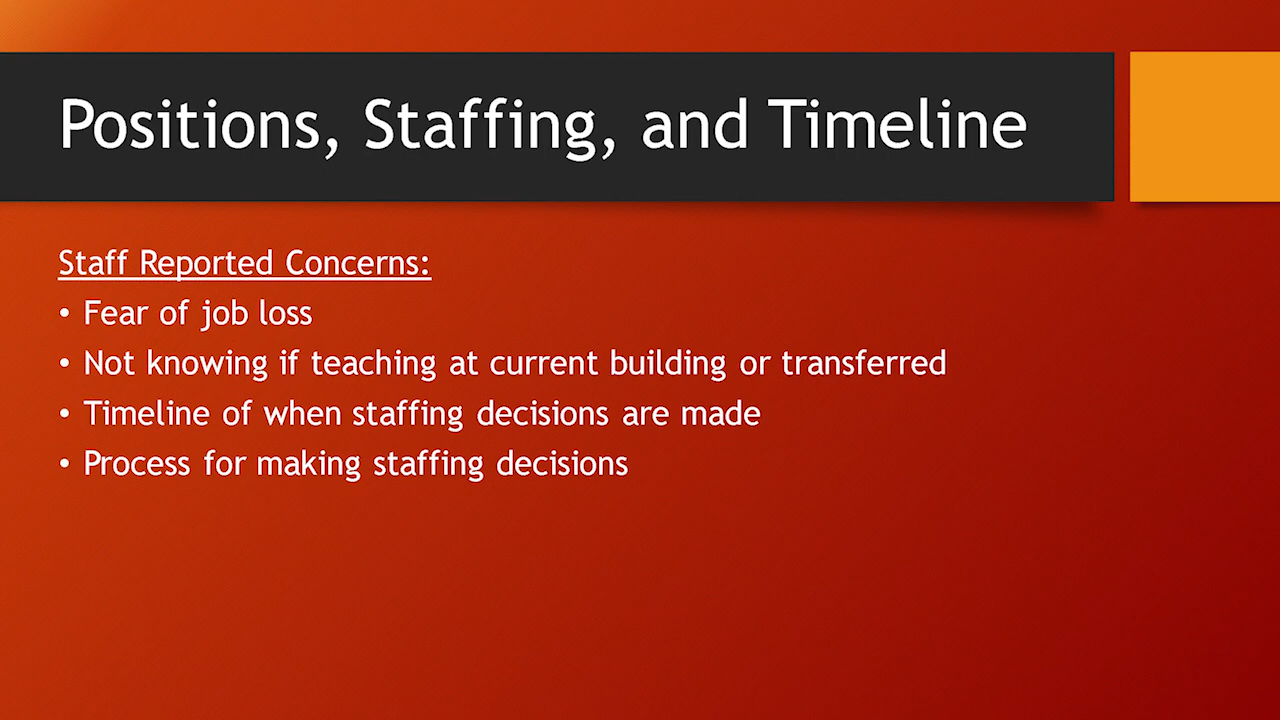 Positions, Staffing, and Timeline
Staff Reported Concerns:
• Fear of job loss
• Not knowing if teaching at current building or transferred
• Timeline of when staffing decisions are made
• Process for making staffing decisions